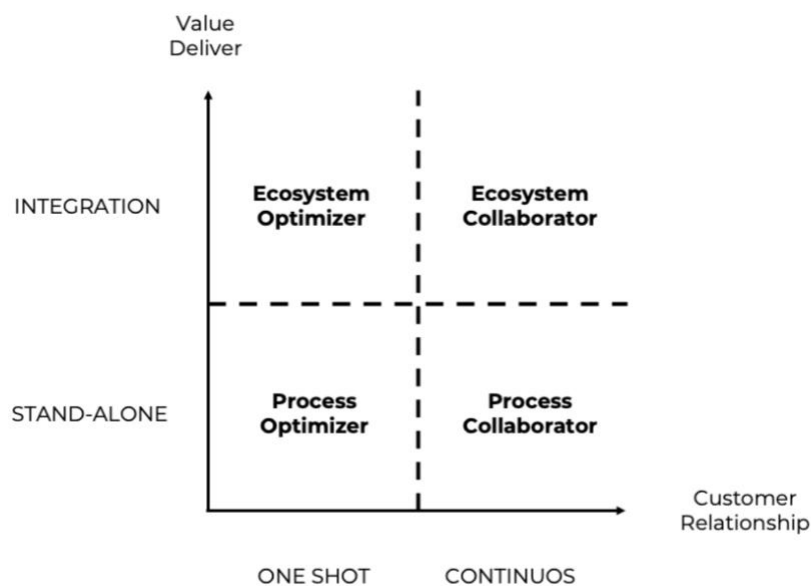 Value
Deliver
INTEGRATION
Ecosystem
Optimizer
Ecosystem
Collaborator
STAND-ALONE
Process
Optimizer
Process
Collaborator
Customer
Relationship
ONE SHOT
CONTINUOS